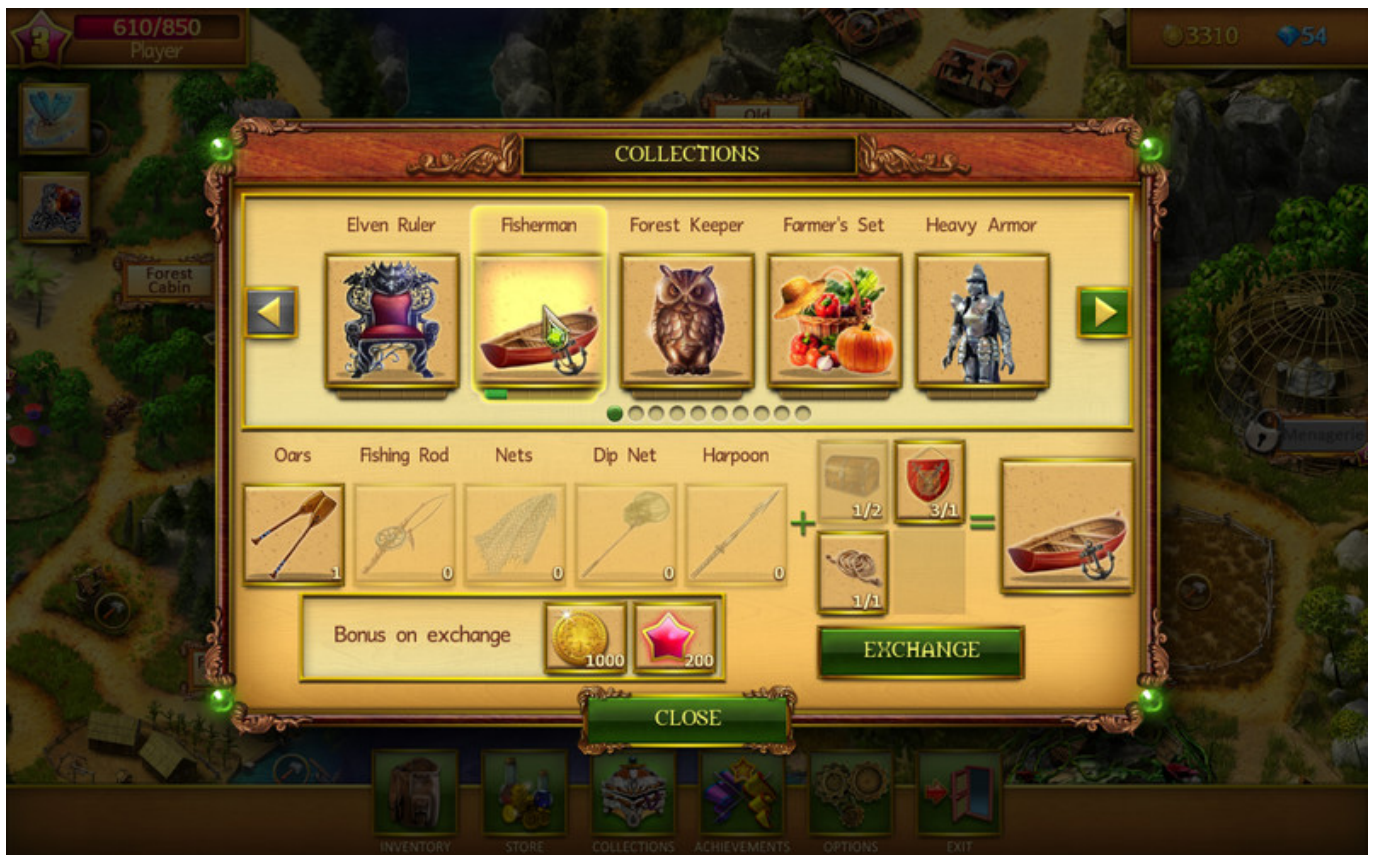 3
610/850
Player
3310
54
Old
COLLECTIONS
Elven Ruler
Fisherman
Forest Keeper
Farmer's Set
Heavy Armor
Forest
Cabin
Menagerie
Oars
Fishing Rod
Nets
Dip Net
Harpoon
1
0
0
0
0
+
1/2
3/1
=
1/1
Bonus on exchange
1000
200
EXCHANGE
CLOSE
INVENTORY
STORE
COLLECTIONS
ACHIEVEMENTS
OPTIONS
EXIT